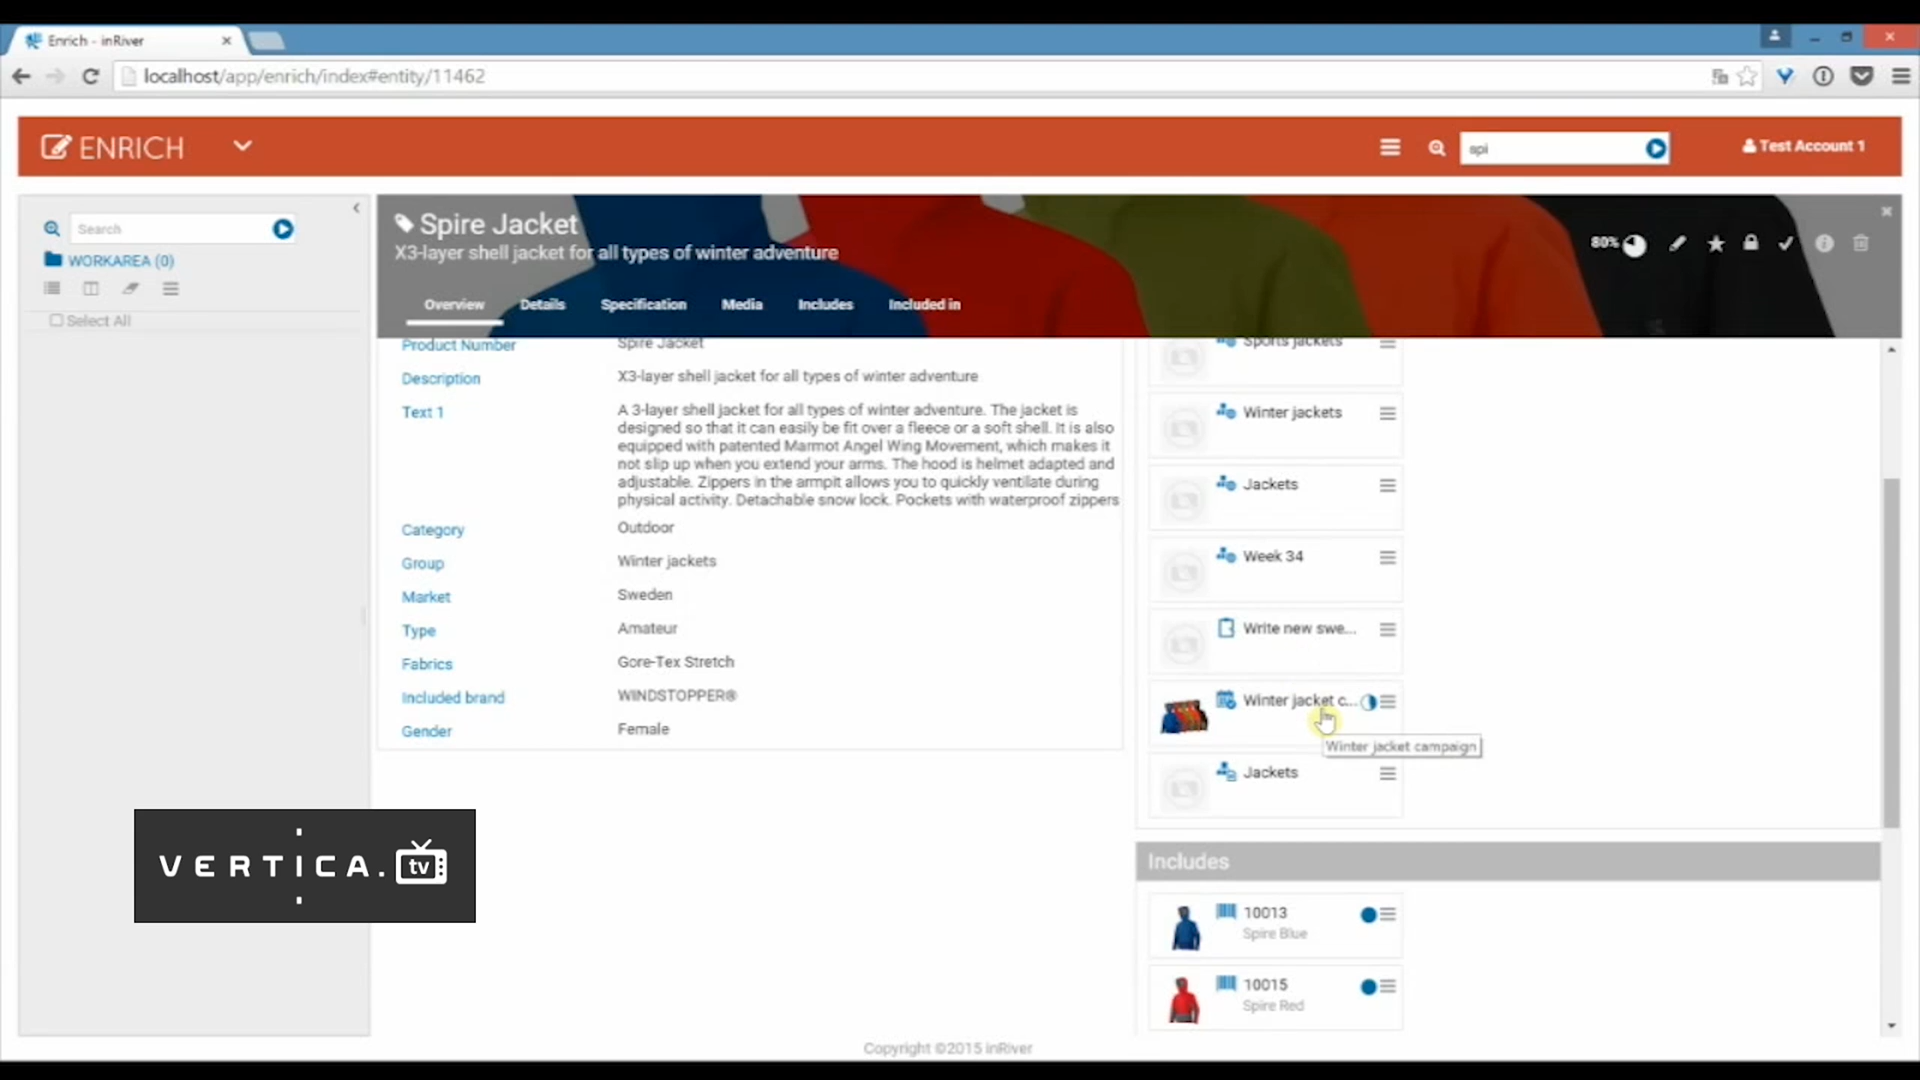 Enrich - inRiver
localhost/app/enrich/index#entity/11462
ENRICH
spi
Test Account 1
Search
WORKAREA (0)
Select All
Spire Jacket
X3-layer shell jacket for all types of winter adventure
80%
Overview
Details
Specification
Media
Includes
Included in
Product Number
Spire Jacket
Description
X3-layer shell jacket for all types of winter adventure
Text 1
A 3-layer shell jacket for all types of winter adventure. The jacket is
designed so that it can easily be fit over a fleece or a soft shell. It is also
equipped with patented Marmot Angel Wing Movement, which makes it
not slip up when you extend your arms. The hood is helmet adapted and
adjustable. Zippers in the armpit allows you to quickly ventilate during
physical activity. Detachable snow lock. Pockets with waterproof zippers
Category
Outdoor
Group
Winter jackets
Market
Sweden
Type
Amateur
Fabrics
Gore-Tex Stretch
Included brand
WINDSTOPPER®
Gender
Female
Sports jackets
Winter jackets
Jackets
Week 34
Write new swe...
Winter jacket c...
Winter jacket campaign
Jackets
Includes
10013
Spire Blue
10015
Spire Red
VERTICA.tv
Copyright ©2015 inRiver